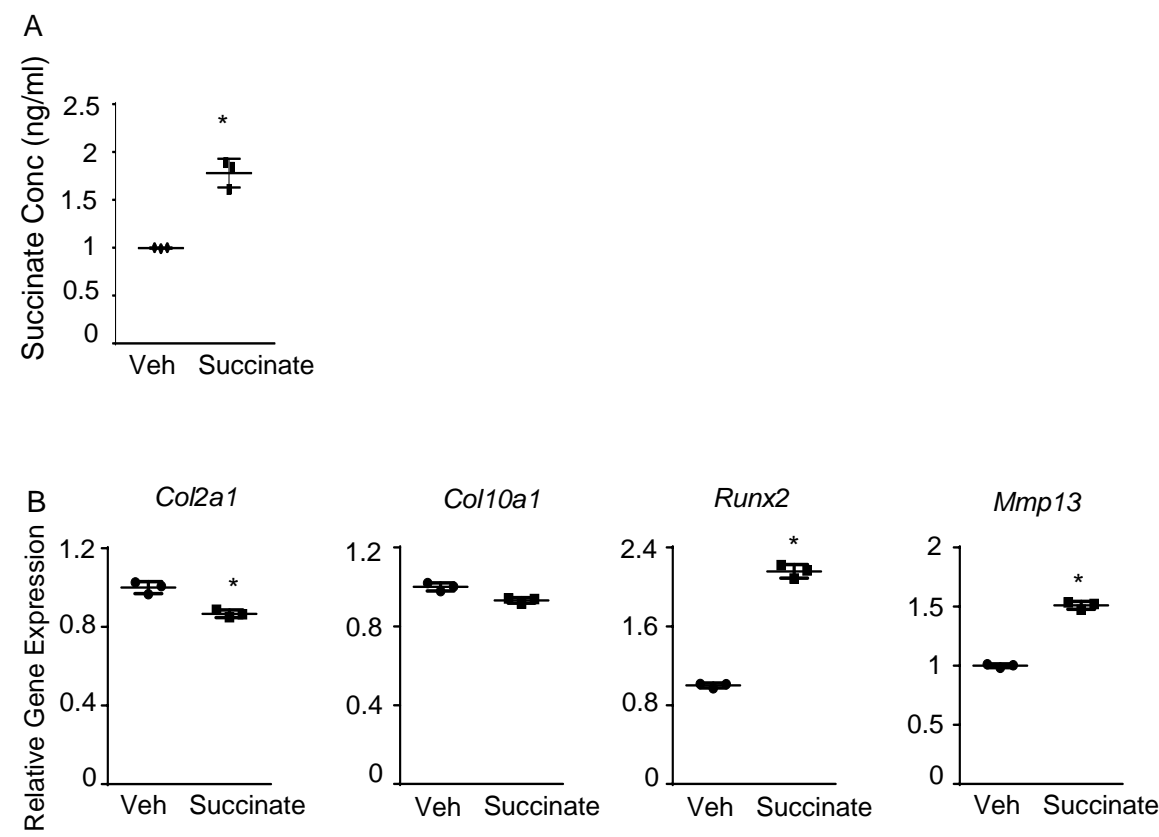 A
Succinate Conc (ng/ml)
2.5
2
1.5
1
0.5
0
*
Veh Succinate
B
Relative Gene Expression
Col2a1
1.2
0.8
0.4
0
*
Veh Succinate
Col10a1
1.2
0.8
0.4
0
Veh Succinate
Runx2
2.4
1.6
0.8
0
*
Veh Succinate
Mmp13
2
1.5
1
0.5
0
*
Veh Succinate